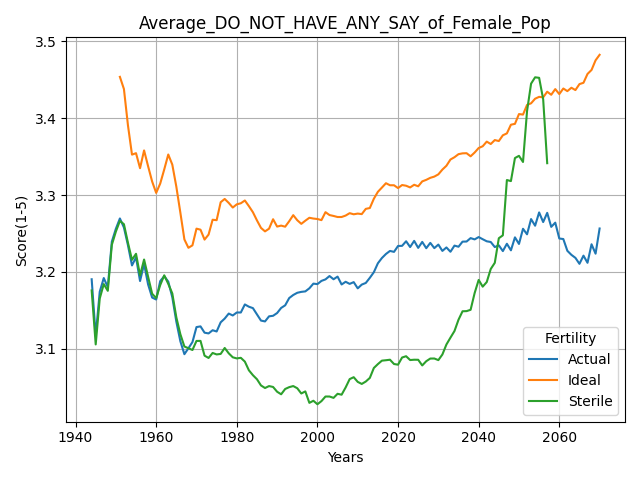 Average_DO_NOT_HAVE_ANY_SAY_of_Female_Pop
Score(1-5)
3.5
3.4
3.3
3.2
3.1
1940 1960 1980 2000 2020 2040 2060
Years
Fertility
Actual
Ideal
Sterile